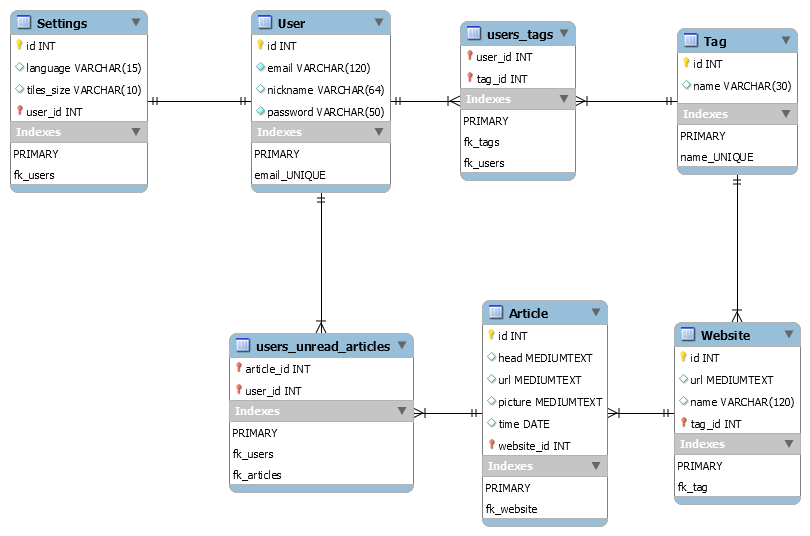 Settings
id INT
language VARCHAR(15)
tiles_size VARCHAR(10)
user_id INT
Indexes
PRIMARY
fk_users
User
id INT
email VARCHAR(120)
nickname VARCHAR(64)
password VARCHAR(50)
Indexes
PRIMARY
email_UNIQUE
users_tags
user_id INT
tag_id INT
Indexes
PRIMARY
fk_tags
fk_users
Tag
id INT
name VARCHAR(30)
Indexes
PRIMARY
name_UNIQUE
users_unread_articles
article_id INT
user_id INT
Indexes
PRIMARY
fk_users
fk_articles
Article
id INT
head MEDIUMTEXT
url MEDIUMTEXT
picture MEDIUMTEXT
time DATE
website_id INT
Indexes
PRIMARY
fk_website
Website
id INT
url MEDIUMTEXT
name VARCHAR(120)
tag_id INT
Indexes
PRIMARY
fk_tag